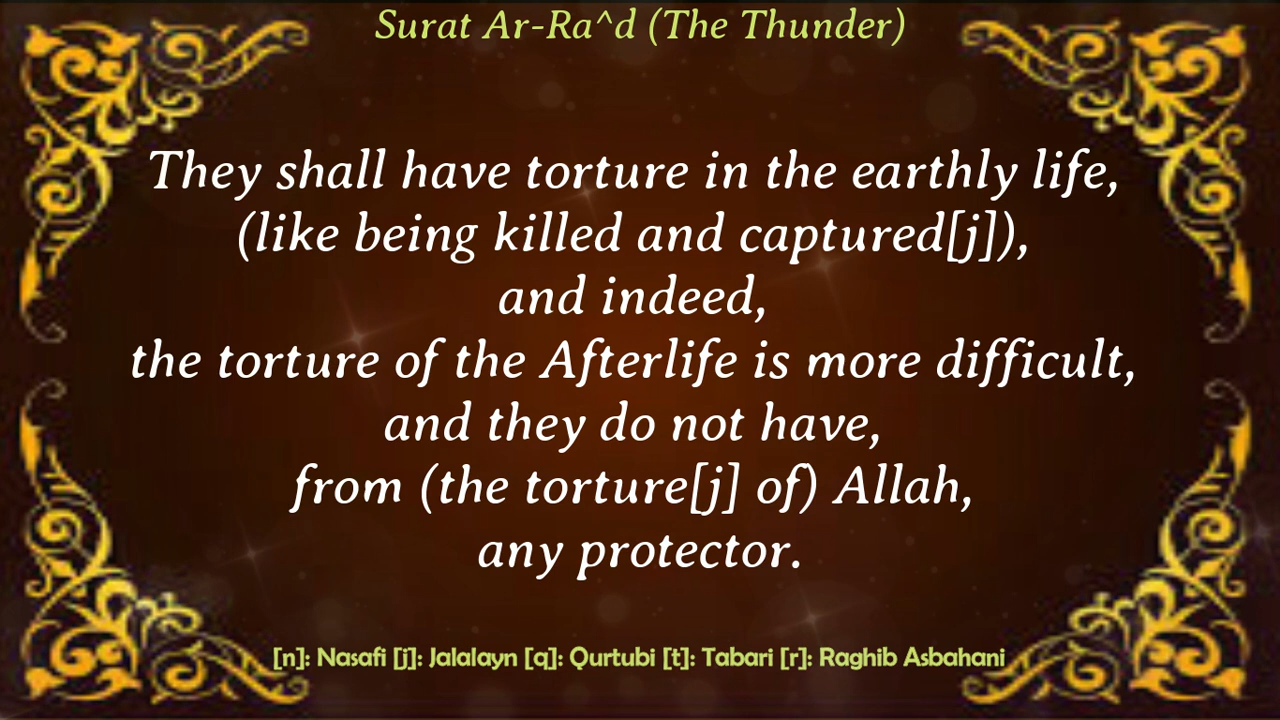 Surat Ar-Ra^d (The Thunder)
They shall have torture in the earthly life,
(like being killed and captured[j]),
and indeed,
the torture of the Afterlife is more difficult,
and they do not have,
from (the torture[j] of) Allah,
any protector.
[n]: Nasafi [j]: Jalalayn [q]: Qurtubi [t]: Tabari [r]: Raghib Asbahani